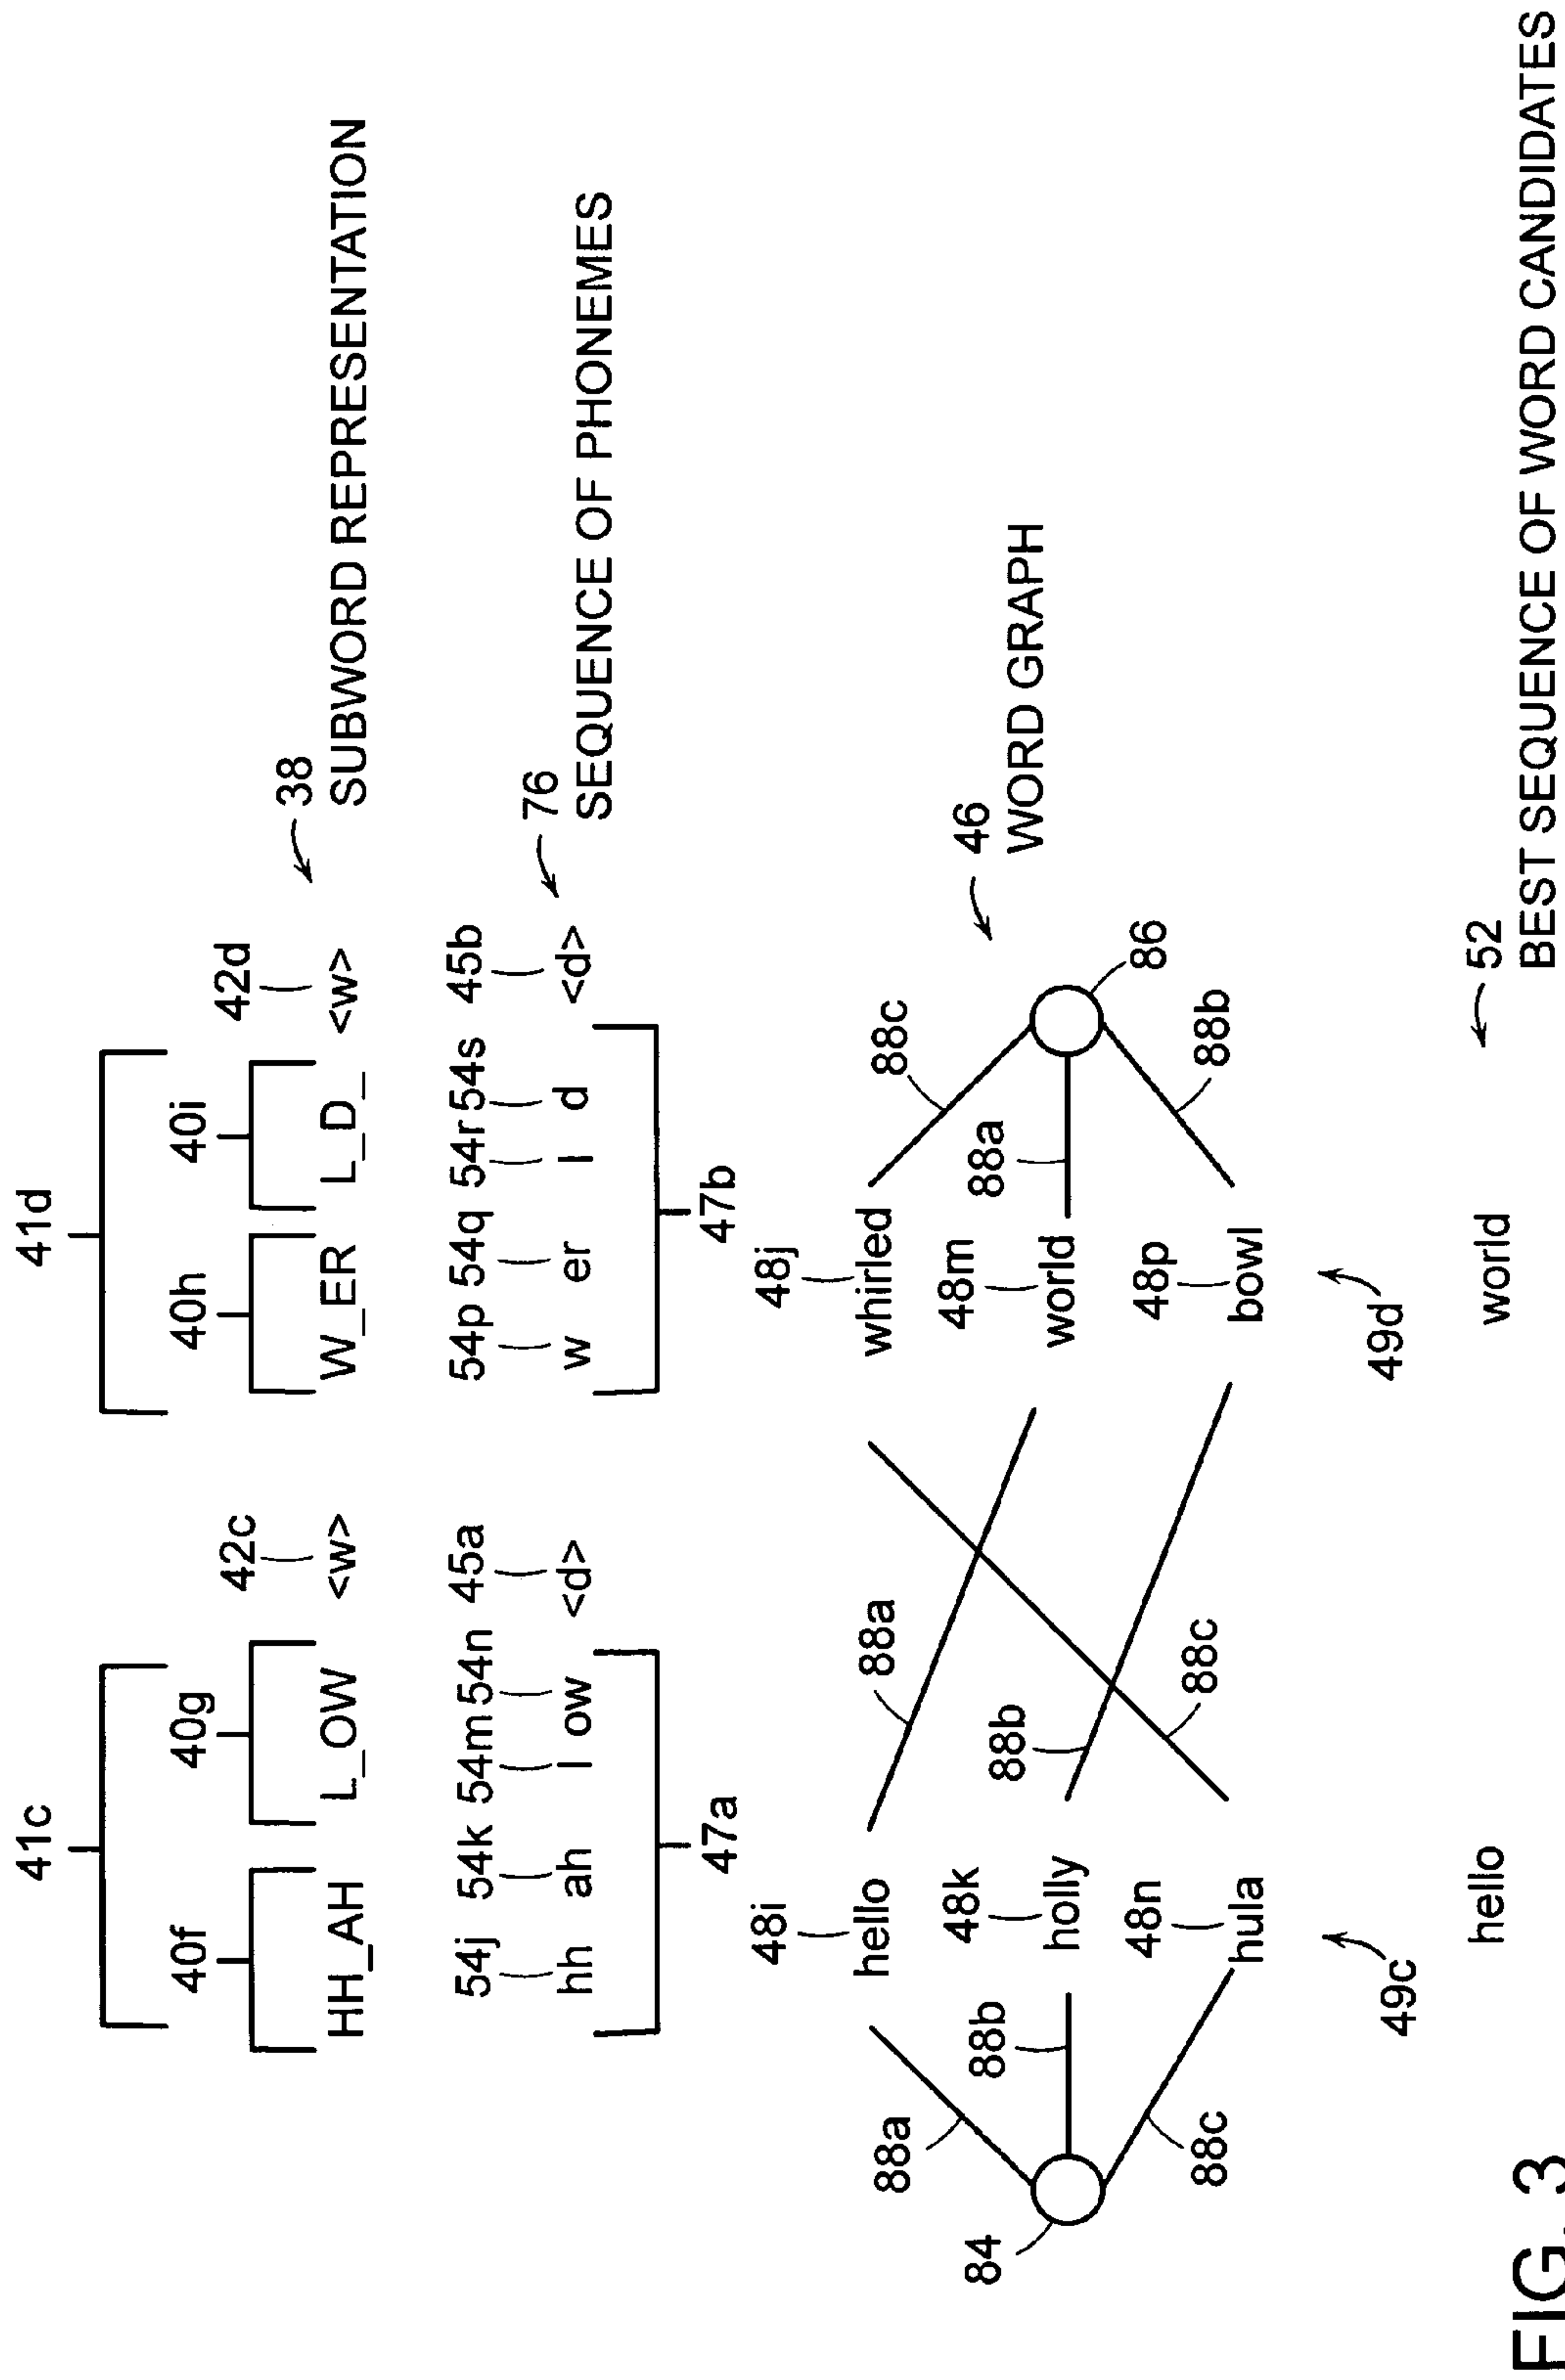 41c 41d
40f 40g 42c 40h 40i 42d
38
HH_AH L_OW <w> W_ER L_D_ <w>
SUBWORD REPRESENTATION
54j 54k 54m 54n 45a 54p 54q 54r 54s 45b
76
hh ah l ow <d> w er l d <d>
SEQUENCE OF PHONEMES
47a 47b
48i 48j
hello whirled
88a 88a 88c
46
WORD GRAPH
84 88b 48k 88b 48m 88a
holly world
86
88c 48n 88c 48p 88b
hula bowl
49c 49d
hello world
52
BEST SEQUENCE OF WORD CANDIDATES
FIG. 3